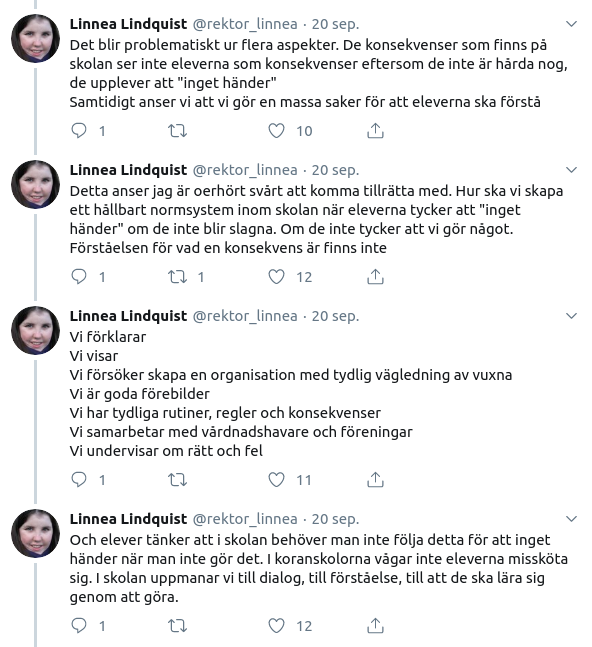 Linnea Lindquist @rektor_linnea · 20 sep.
Det blir problematiskt ur flera aspekter. De konsekvenser som finns på
skolan ser inte eleverna som konsekvenser eftersom de inte är hårda nog,
de upplever att "inget händer"
Samtidigt anser vi att vi gör en massa saker för att eleverna ska förstå
1 10
Linnea Lindquist @rektor_linnea · 20 sep.
Detta anser jag är oerhört svårt att komma tillrätta med. Hur ska vi skapa
ett hållbart normsystem inom skolan när eleverna tycker att "inget
händer" om de inte blir slagna. Om de inte tycker att vi gör något.
Förståelsen för vad en konsekvens är finns inte
1 1 12
Linnea Lindquist @rektor_linnea · 20 sep.
Vi förklarar
Vi visar
Vi försöker skapa en organisation med tydlig vägledning av vuxna
Vi är goda förebilder
Vi har tydliga rutiner, regler och konsekvenser
Vi samarbetar med vårdnadshavare och föreningar
Vi undervisar om rätt och fel
1 11
Linnea Lindquist @rektor_linnea · 20 sep.
Och elever tänker att i skolan behöver man inte följa detta för att inget
händer när man inte gör det. I koranskolorna vågar inte eleverna missköta
sig. I skolan uppmanar vi till dialog, till förståelse, till att de ska lära sig
genom att göra.
1 12